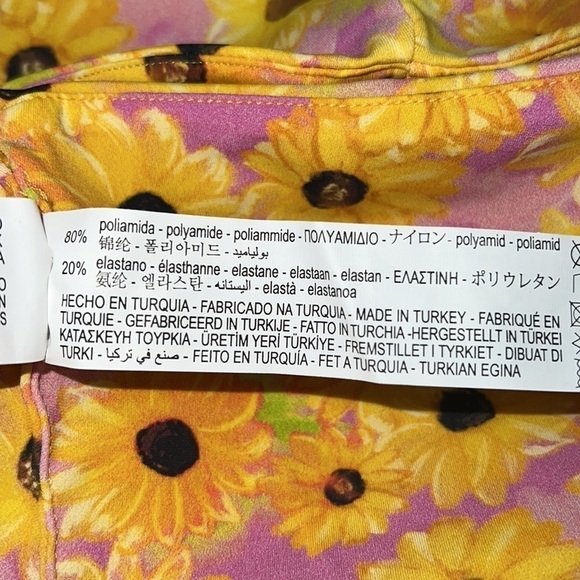 80% poliamida - polyamide - poliammide - ΠΟΛΥΑΜΙΔΙΟ - ナイロン - polyamid - poliamid
锦纶 - 폴리아미드 - بولياميد
20% elastano - élasthanne - elastane - elastaan - elastan - ΕΛΑΣΤΙΝΗ - ポリウレタン
氨纶 - 엘라스탄 - اليستانه - elastà - elastanoa
HECHO EN TURQUIA - FABRICADO NA TURQUIA - MADE IN TURKEY - FABRIQUÉ EN
TURQUIE - GEFABRICEERD IN TURKIJE - FATTO IN TURCHIA -HERGESTELLT IN TÜRKEI
ΚΑΤΑΣΚΕΥΗ ΤΟΥΡΚΙΑ - ÜRETİM YERİ TÜRKİYE - FREMSTILLET I TYRKIET - DIBUAT DI
TURKI - صنع في تركيا - FEITO EN TURQUÍA - FET A TURQUIA - TURKIAN EGINA